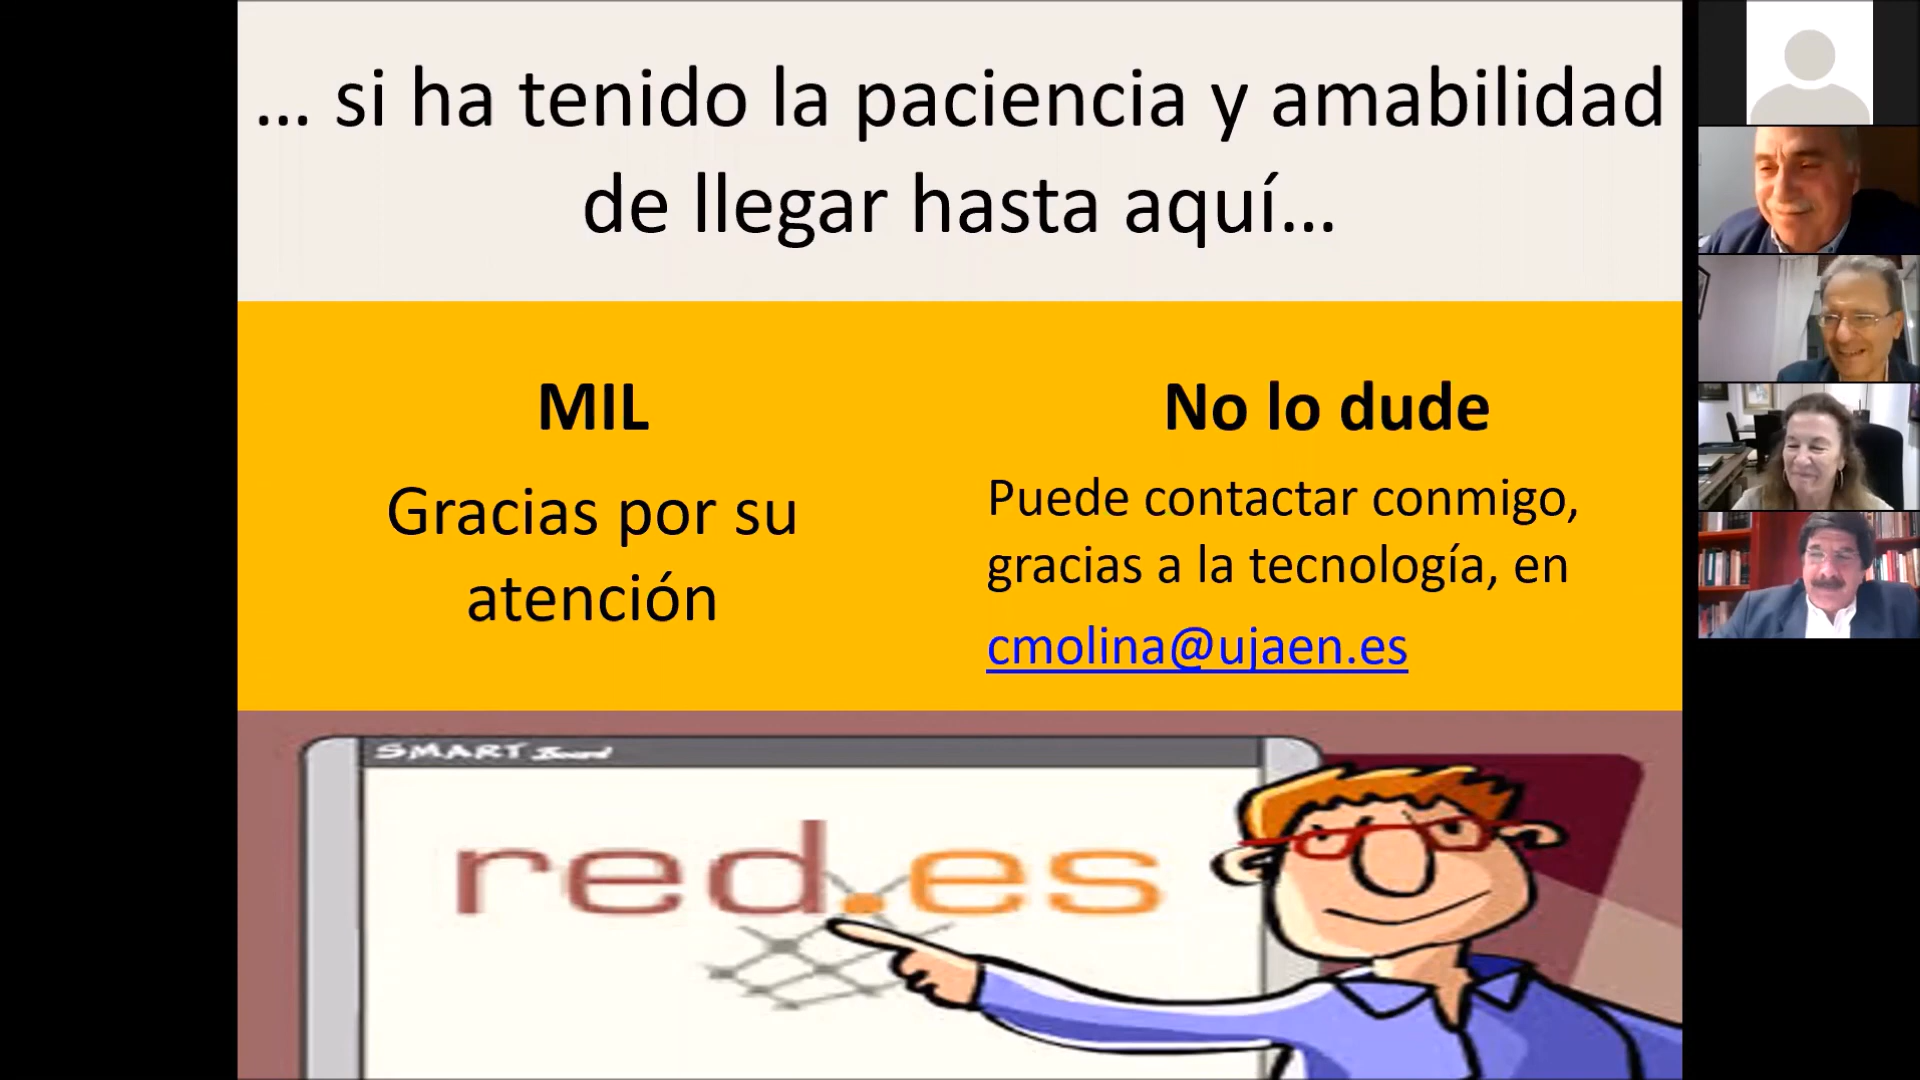 … si ha tenido la paciencia y amabilidad
de llegar hasta aquí…
MIL
Gracias por su
atención
No lo dude
Puede contactar conmigo,
gracias a la tecnología, en
cmolina@ujaen.es
SMART Board
red.es